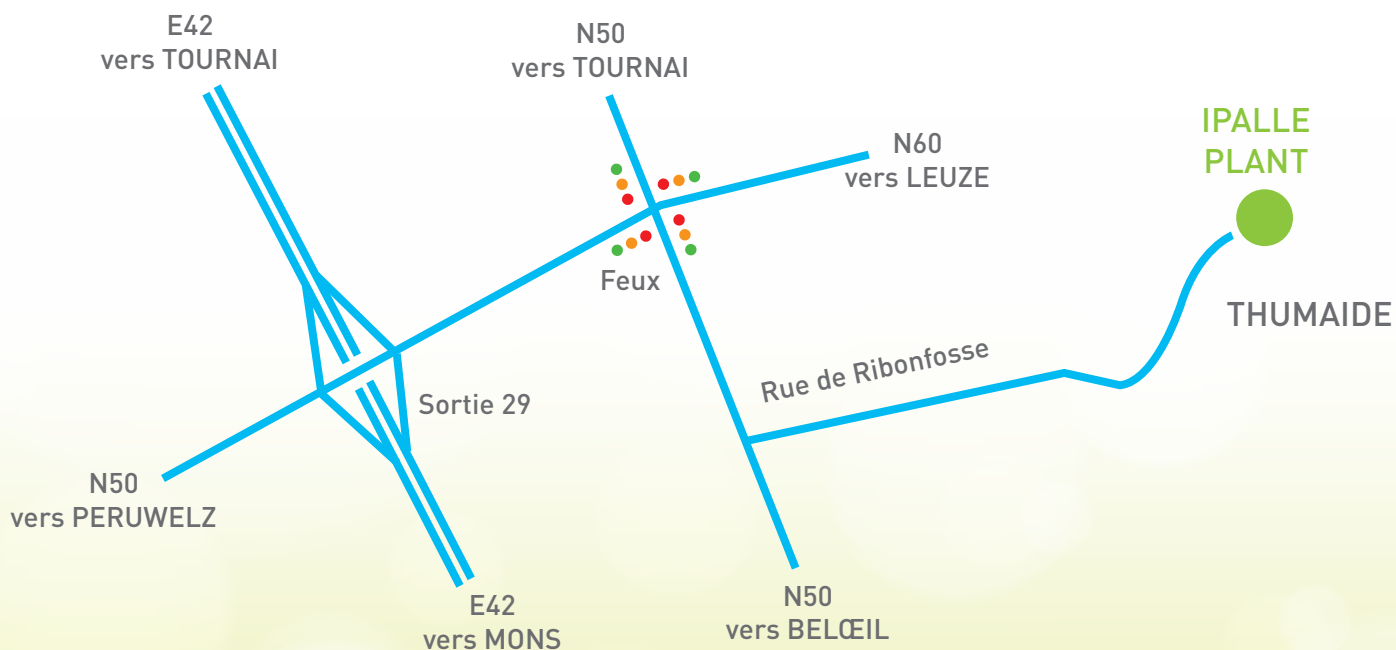 E42
vers TOURNAI
N50
vers TOURNAI
IPALLE
PLANT
N60
vers LEUZE
Feux
THUMAIDE
Rue de Ribonfosse
Sortie 29
N50
vers PERUWELZ
E42
vers MONS
N50
vers BELŒIL